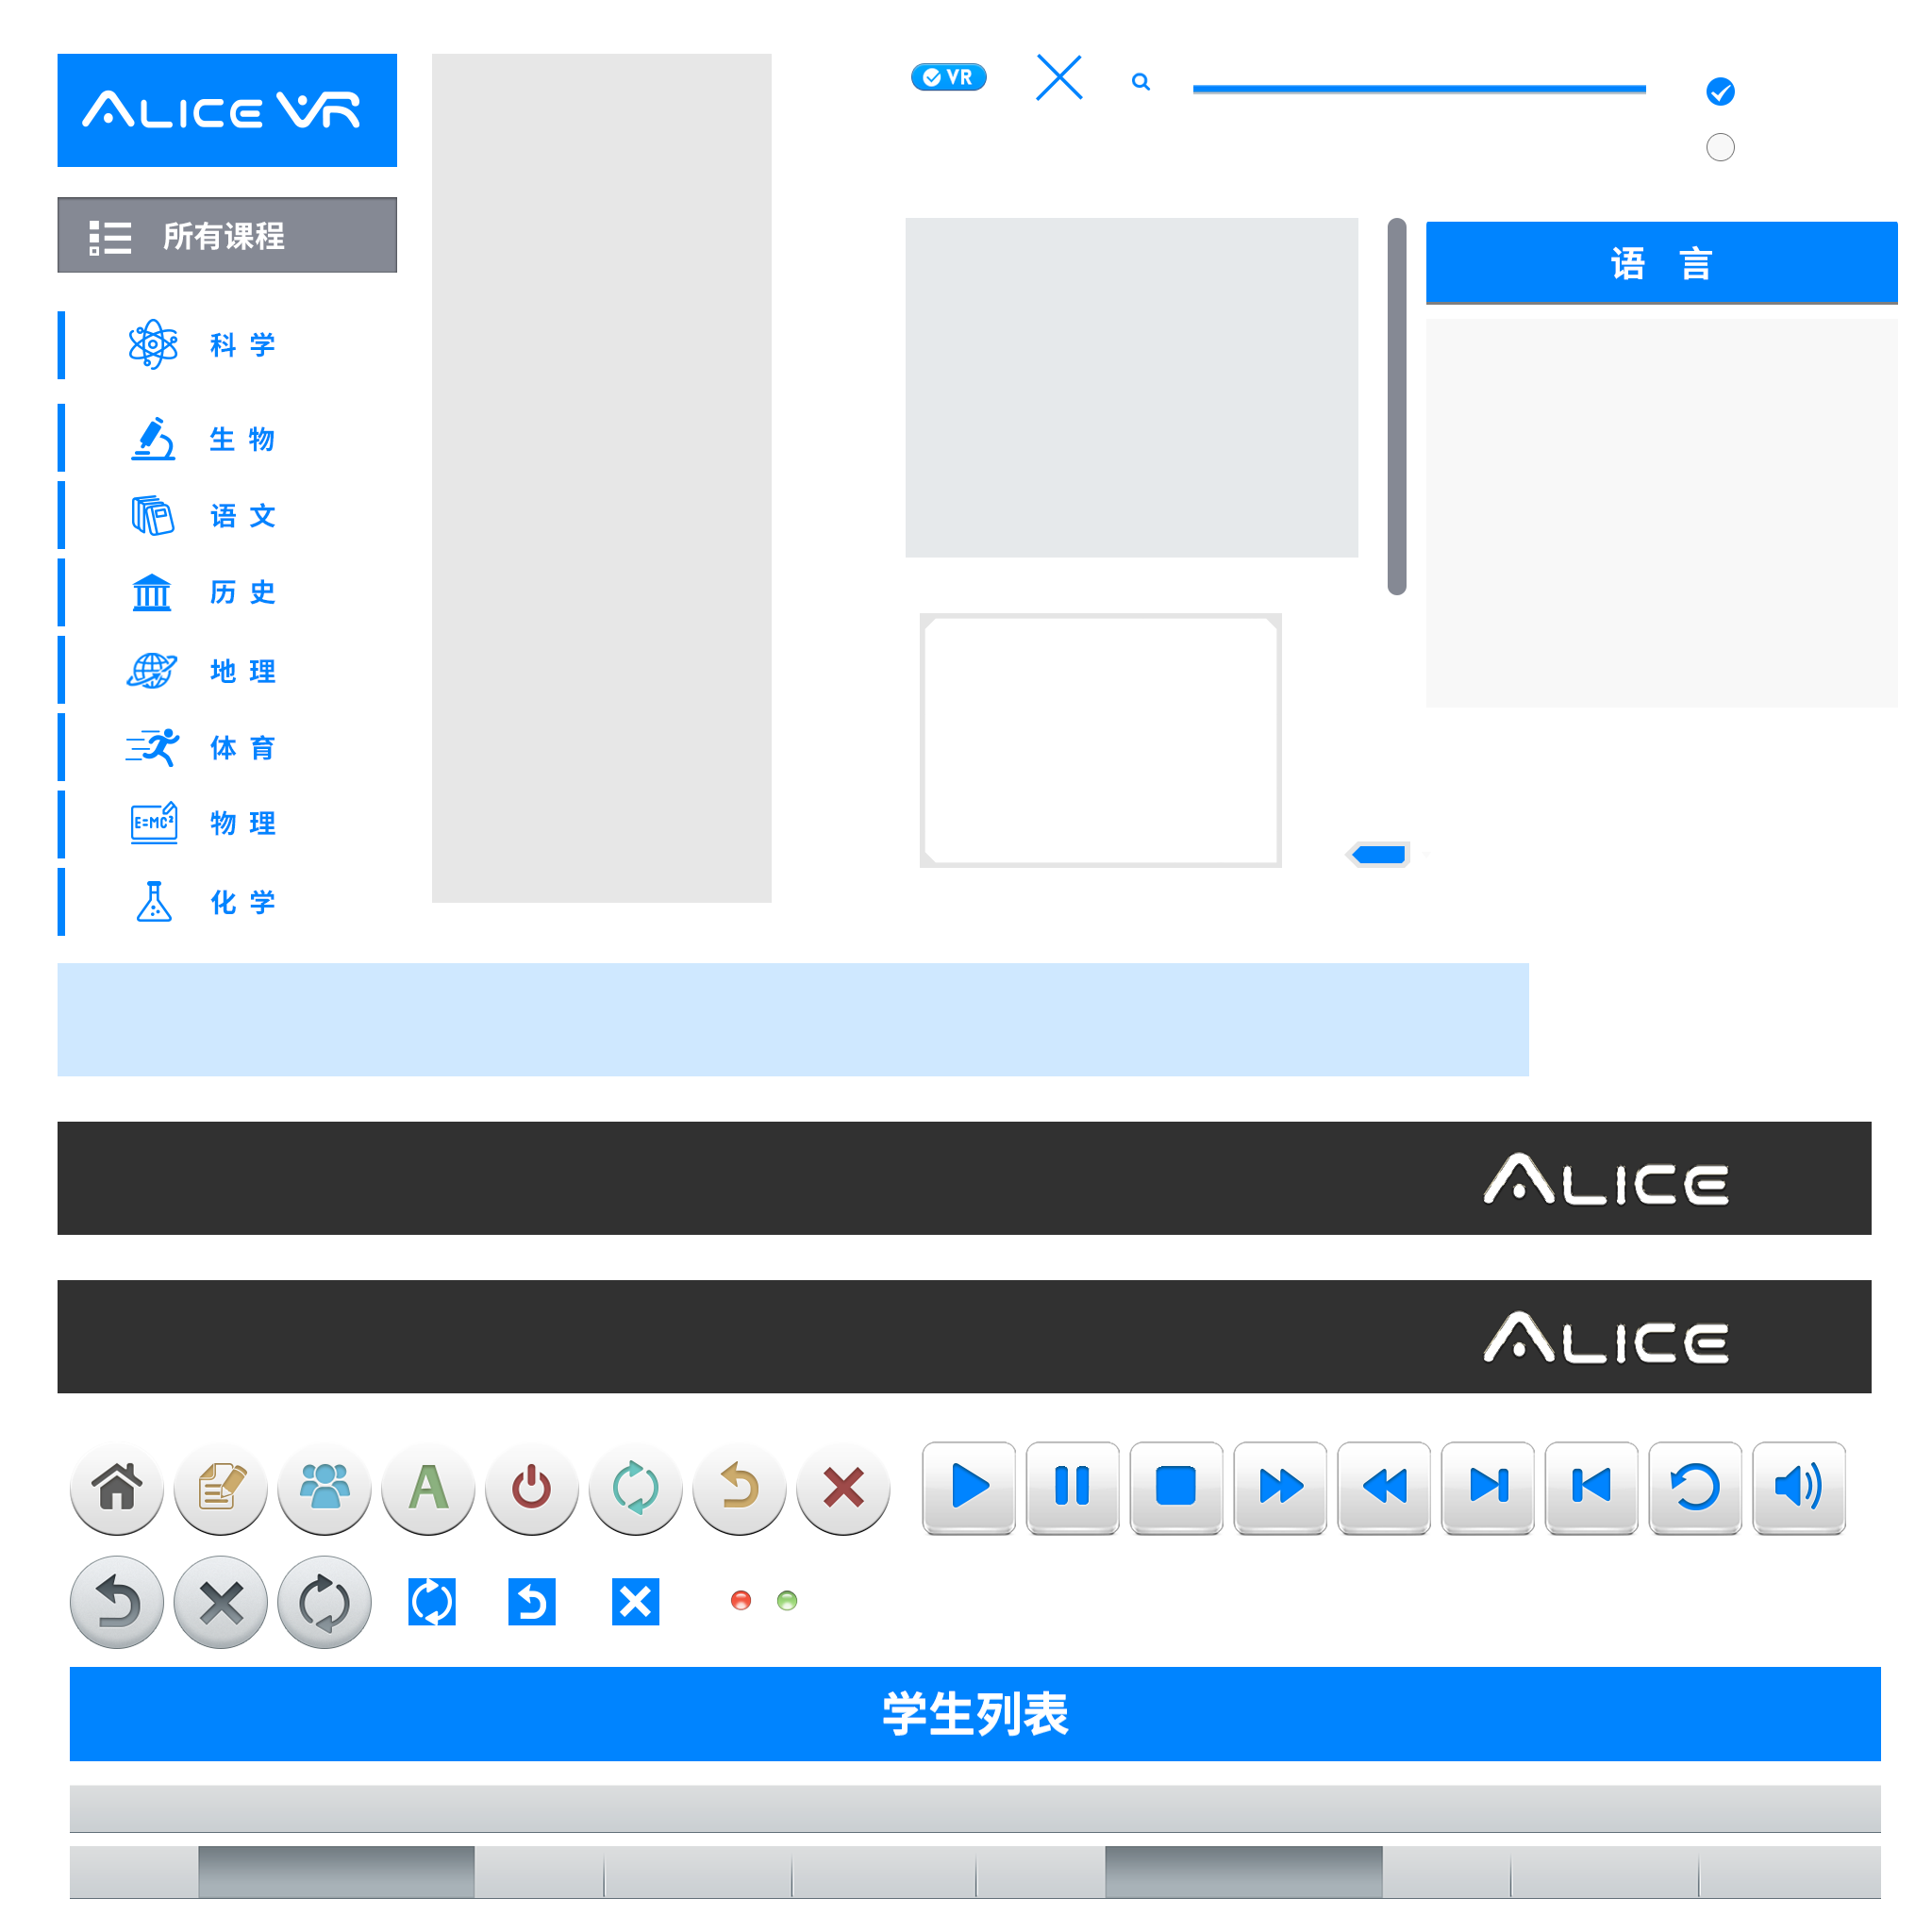 ALICE VR
VR
所有课程
语 言
科 学
生 物
语 文
历 史
地 理
体 育
E=MC²
物 理
化 学
ALICE
ALICE
A
学生列表